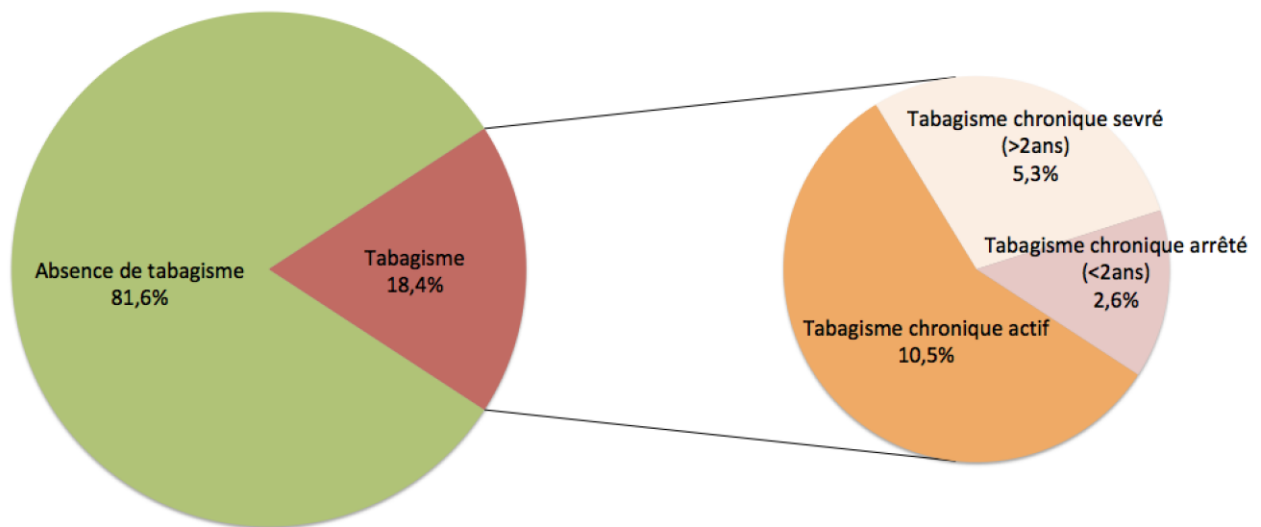 Absence de tabagisme
81,6%
Tabagisme
18,4%
Tabagisme chronique sevré
(>2ans)
5,3%
Tabagisme chronique arrêté
(<2ans)
2,6%
Tabagisme chronique actif
10,5%